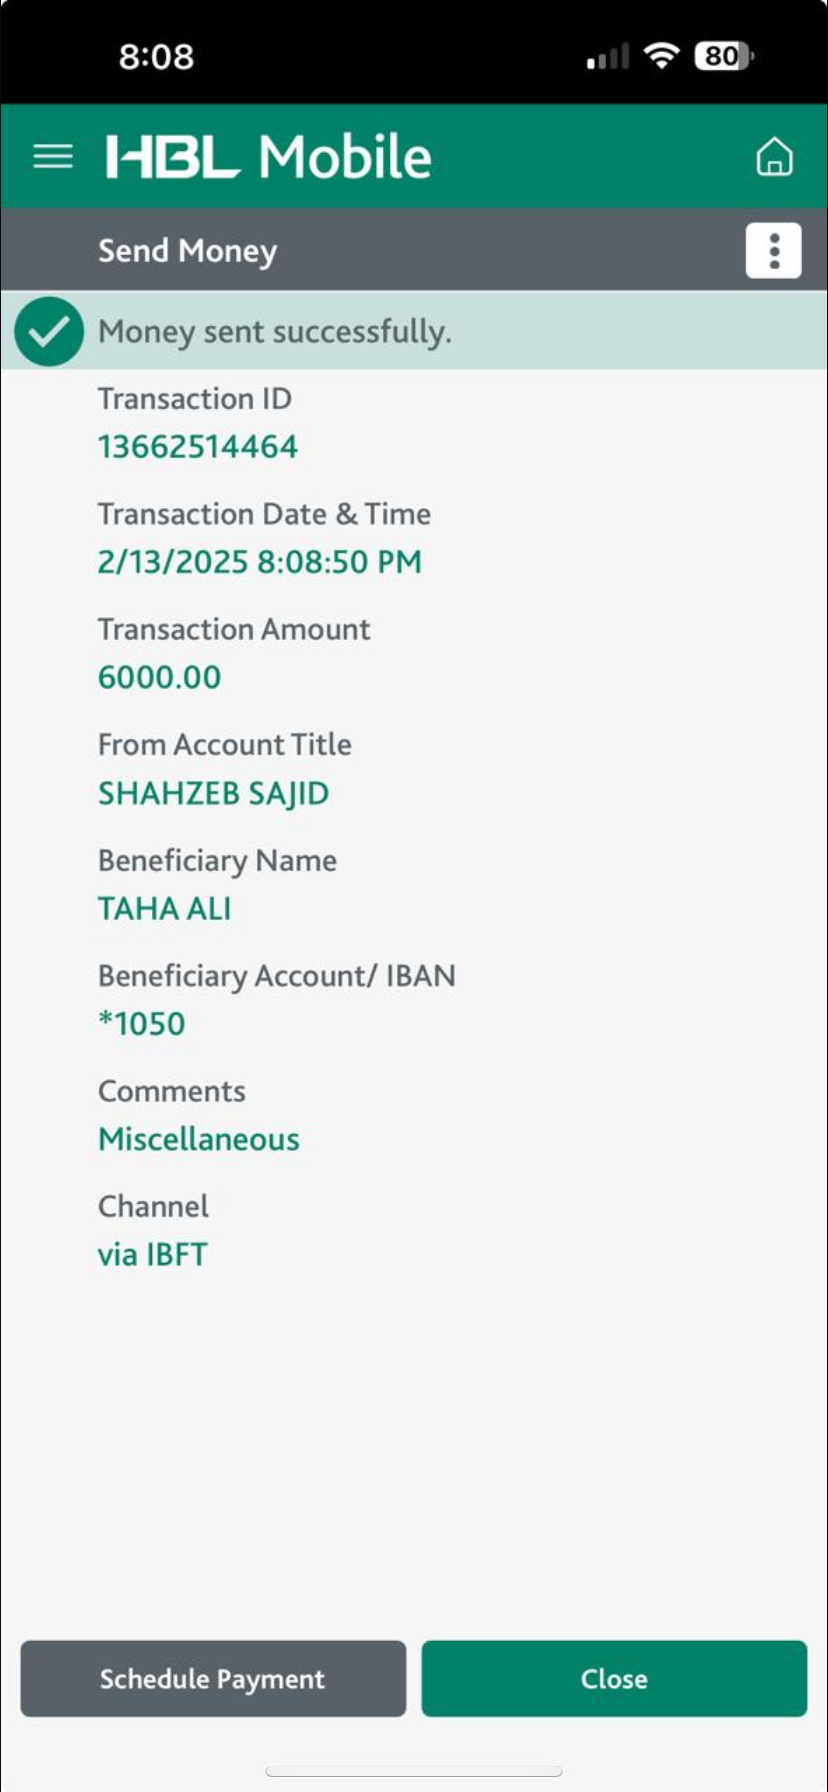 8:08
80
HBL Mobile
Send Money
Money sent successfully.
Transaction ID
13662514464
Transaction Date & Time
2/13/2025 8:08:50 PM
Transaction Amount
6000.00
From Account Title
SHAHZEB SAJID
Beneficiary Name
TAHA ALI
Beneficiary Account/ IBAN
*1050
Comments
Miscellaneous
Channel
via IBFT
Schedule Payment
Close